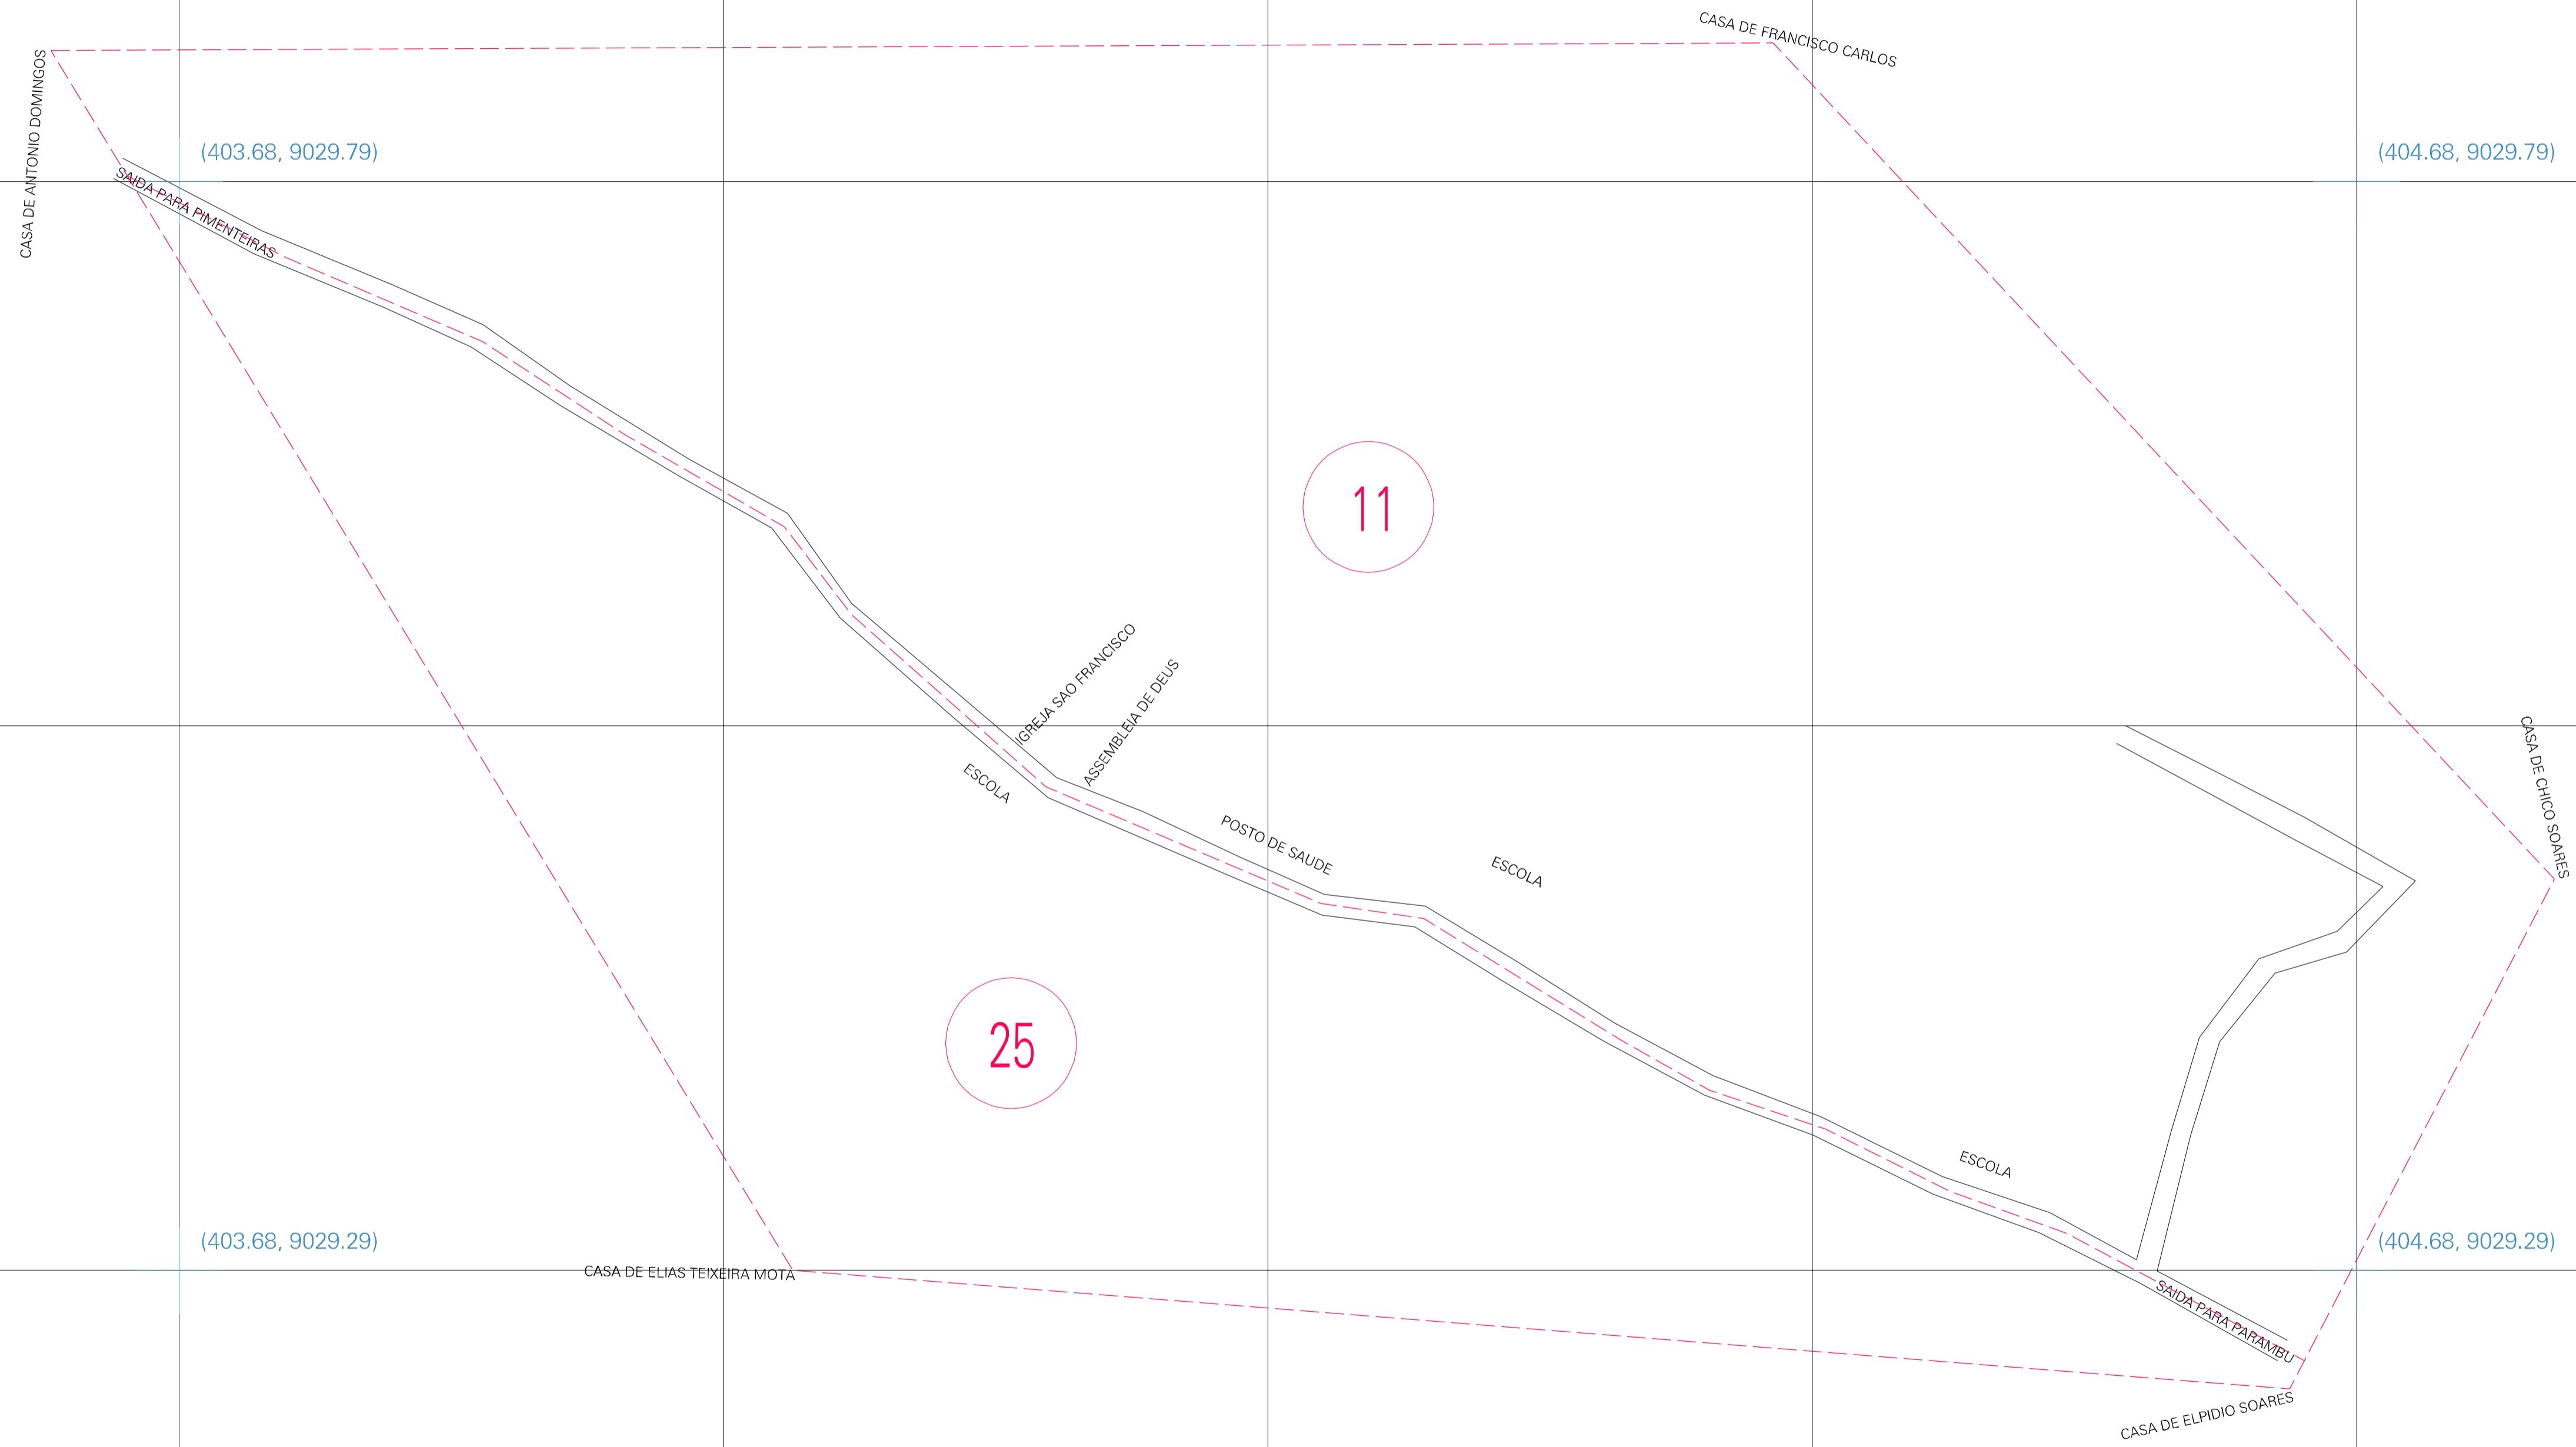 CASA DE FRANCISCO CARLOS
CASA DE ANTONIO DOMINGOS
(403.68, 9029.79)
(404.68, 9029.79)
SAIDA PARA PIMENTEIRAS
11
IGREJA SAO FRANCISCO
ASSEMBLEIA DE DEUS
CASA DE CHICO SOARES
ESCOLA
POSTO DE SAUDE
ESCOLA
25
ESCOLA
(403.68, 9029.29)
(404.68, 9029.29)
CASA DE ELIAS TEIXEIRA MOTA
SAIDA PARA PARAMBU
CASA DE ELPIDIO SOARES